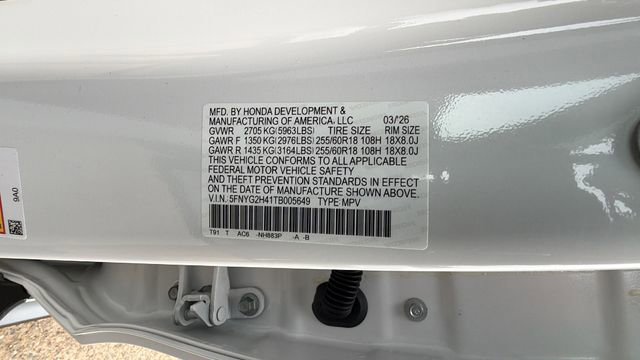 MFD. BY HONDA DEVELOPMENT &
MANUFACTURING OF AMERICA, LLC 03/26
GVWR 2705 KG(5963LBS) TIRE SIZE RIM SIZE
GAWR F 1350 KG(2976LBS) 255/60R18 108H 18X8.0J
GAWR R 1435 KG(3164LBS) 255/60R18 108H 18X8.0J
THIS VEHICLE CONFORMS TO ALL APPLICABLE
FEDERAL MOTOR VEHICLE SAFETY
AND THEFT PREVENTION STANDARDS IN EFFECT
ON THE DATE OF MANUFACTURE SHOWN ABOVE.
V.I.N.:5FNYG2H41TB005649 TYPE:MPV
T91 T AC6 -NH883P -A -B
9A0